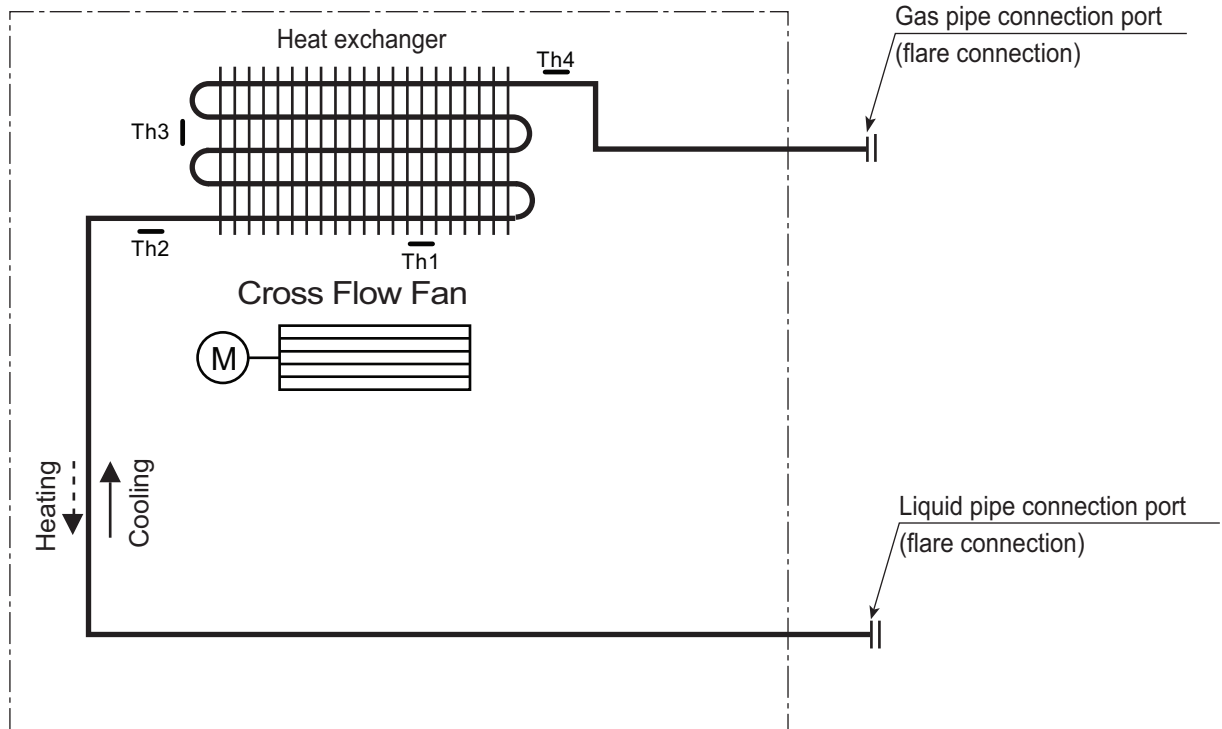 Gas pipe connection port
(flare connection)
Heat exchanger
Th4
Th3
Th2
Th1
Cross Flow Fan
M
Heating
Cooling
Liquid pipe connection port
(flare connection)